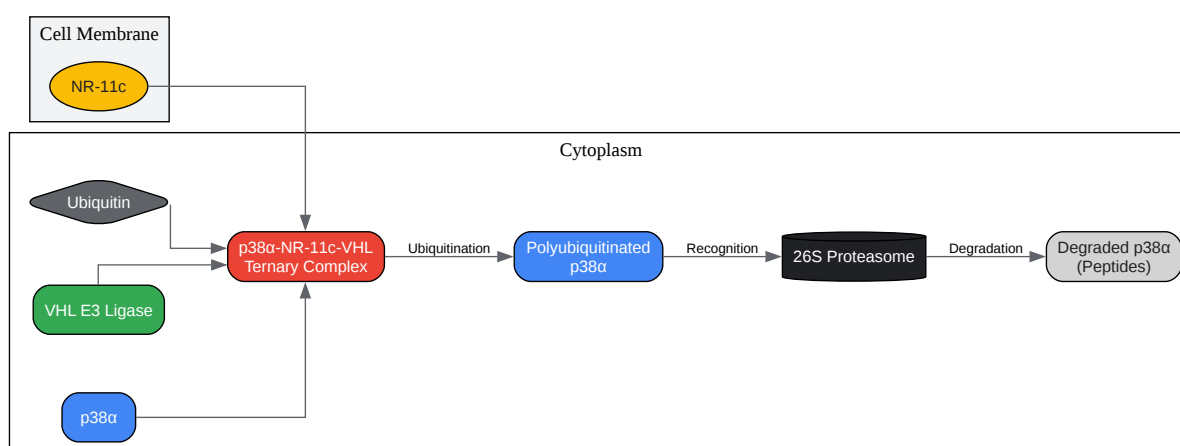 Cell Membrane
NR-11c
Cytoplasm
Ubiquitin
p38α-NR-11c-VHL
Ternary Complex
Ubiquitination
Polyubiquitinated
p38α
Recognition
26S Proteasome
Degradation
Degraded p38α
(Peptides)
VHL E3 Ligase
p38α